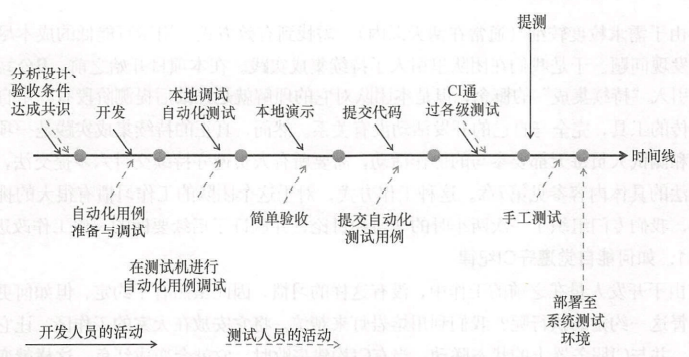 提测
分析设计、
验收条件
达成共识
开发
本地调试
自动化测试
本地演示
提交代码
CI通
过各级测试
时间线
自动化用例
准备与调试
在测试机进行
自动化用例调试
简单验收
提交自动化
测试用例
手工测试
部署至
系统测试
环境
开发人员的活动
测试人员的活动